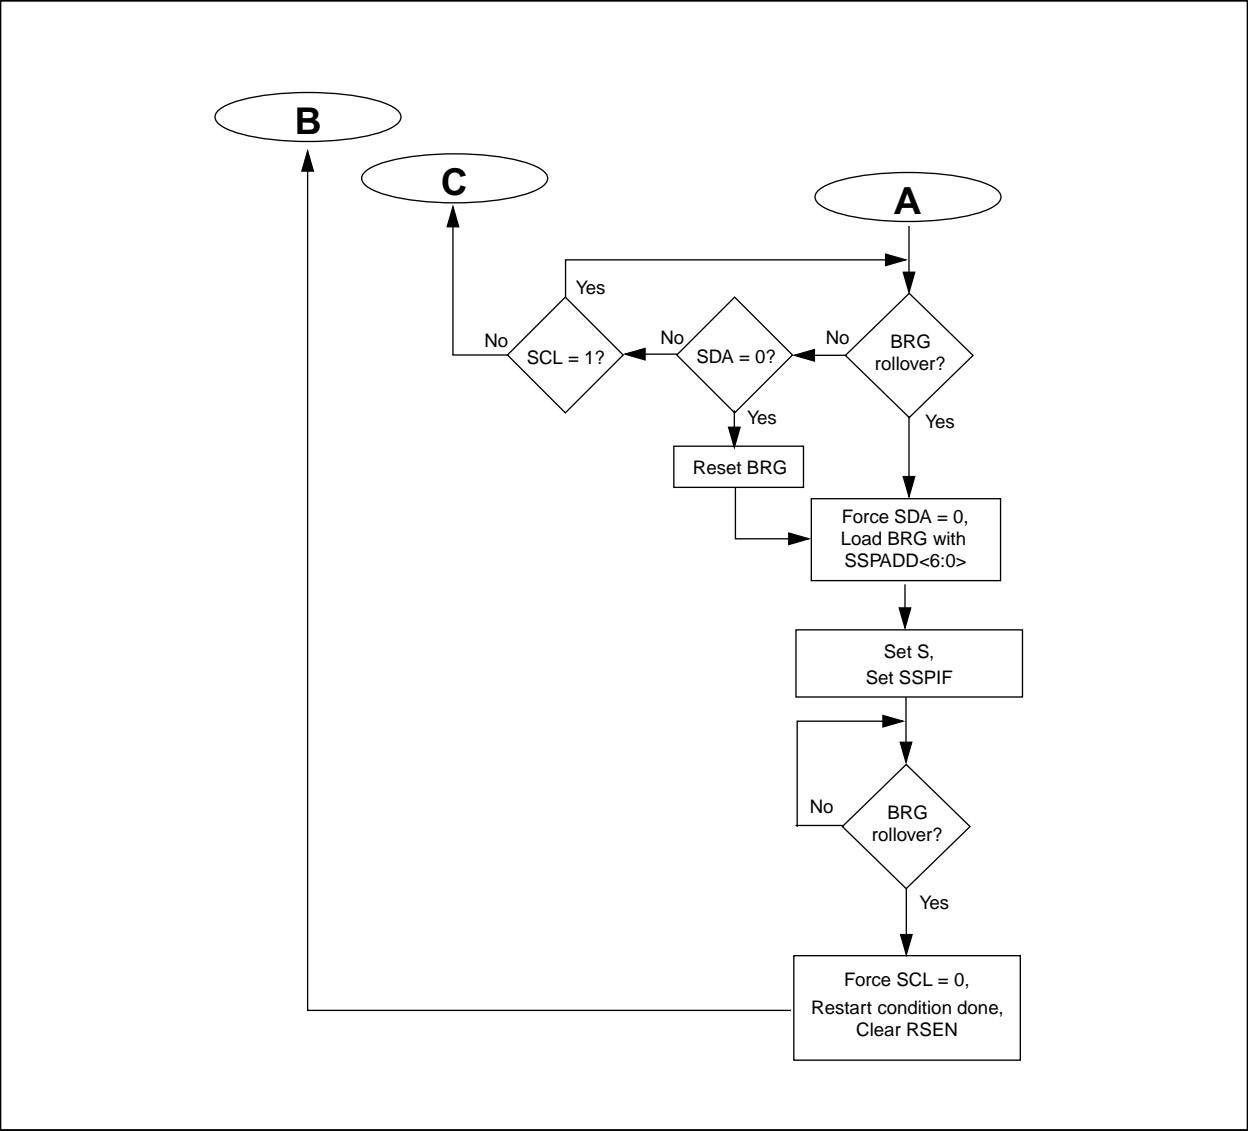 B
C
A
Yes
No
SCL = 1?
No
SDA = 0?
No
BRG
rollover?
Yes
Yes
Reset BRG
Force SDA = 0,
Load BRG with
SSPADD<6:0>
Set S,
Set SSPIF
No
BRG
rollover?
Yes
Force SCL = 0,
Restart condition done,
Clear RSEN